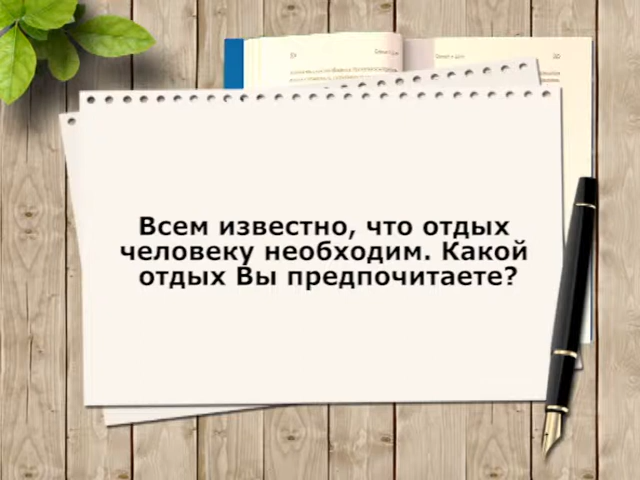 Всем известно, что отдых
человеку необходим. Какой
отдых Вы предпочитаете?